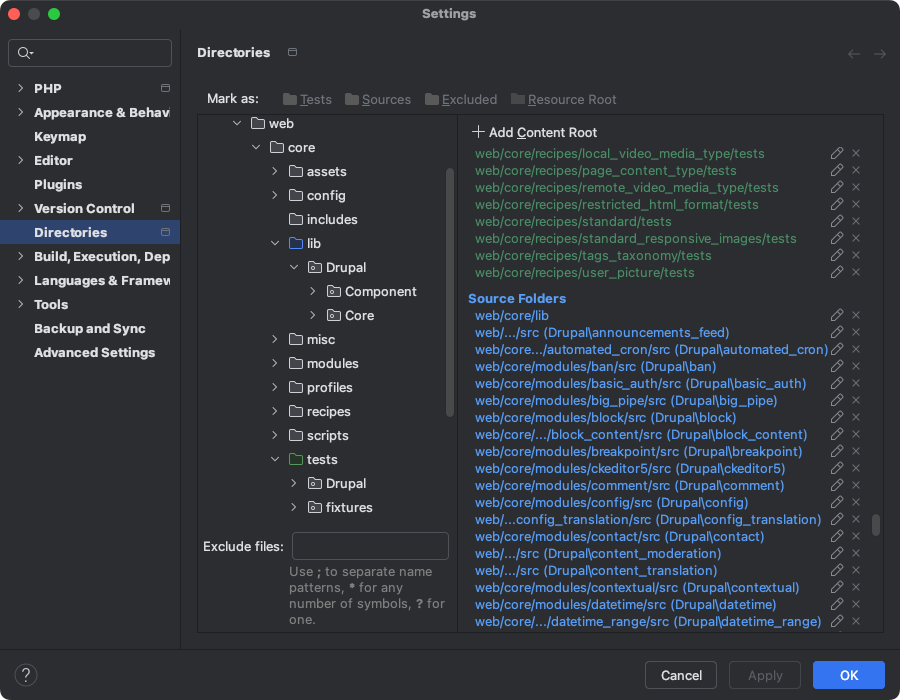 Settings
PHP
Appearance & Behavi
Keymap
Editor
Plugins
Version Control
Directories
Build, Execution, Dep
Languages & Framew
Tools
Backup and Sync
Advanced Settings
Directories
Mark as: Tests Sources Excluded Resource Root
web
core
assets
config
includes
lib
Drupal
Component
Core
misc
modules
profiles
recipes
scripts
tests
Drupal
fixtures
Exclude files:
Use ; to separate name
patterns, * for any
number of symbols, ? for
one.
Add Content Root
web/core/recipes/local_video_media_type/tests
web/core/recipes/page_content_type/tests
web/core/recipes/remote_video_media_type/tests
web/core/recipes/restricted_html_format/tests
web/core/recipes/standard/tests
web/core/recipes/standard_responsive_images/tests
web/core/recipes/tags_taxonomy/tests
web/core/recipes/user_picture/tests
Source Folders
web/core/lib
web/.../src (Drupal\announcements_feed)
web/core.../automated_cron/src (Drupal\automated_cron)
web/core/modules/ban/src (Drupal\ban)
web/core/modules/basic_auth/src (Drupal\basic_auth)
web/core/modules/big_pipe/src (Drupal\big_pipe)
web/core/modules/block/src (Drupal\block)
web/core/.../block_content/src (Drupal\block_content)
web/core/modules/breakpoint/src (Drupal\breakpoint)
web/core/modules/ckeditor5/src (Drupal\ckeditor5)
web/core/modules/comment/src (Drupal\comment)
web/core/modules/config/src (Drupal\config)
web/...config_translation/src (Drupal\config_translation)
web/core/modules/contact/src (Drupal\contact)
web/.../src (Drupal\content_moderation)
web/.../src (Drupal\content_translation)
web/core/modules/contextual/src (Drupal\contextual)
web/core/modules/datetime/src (Drupal\datetime)
web/core/.../datetime_range/src (Drupal\datetime_range)
?
Cancel
Apply
OK